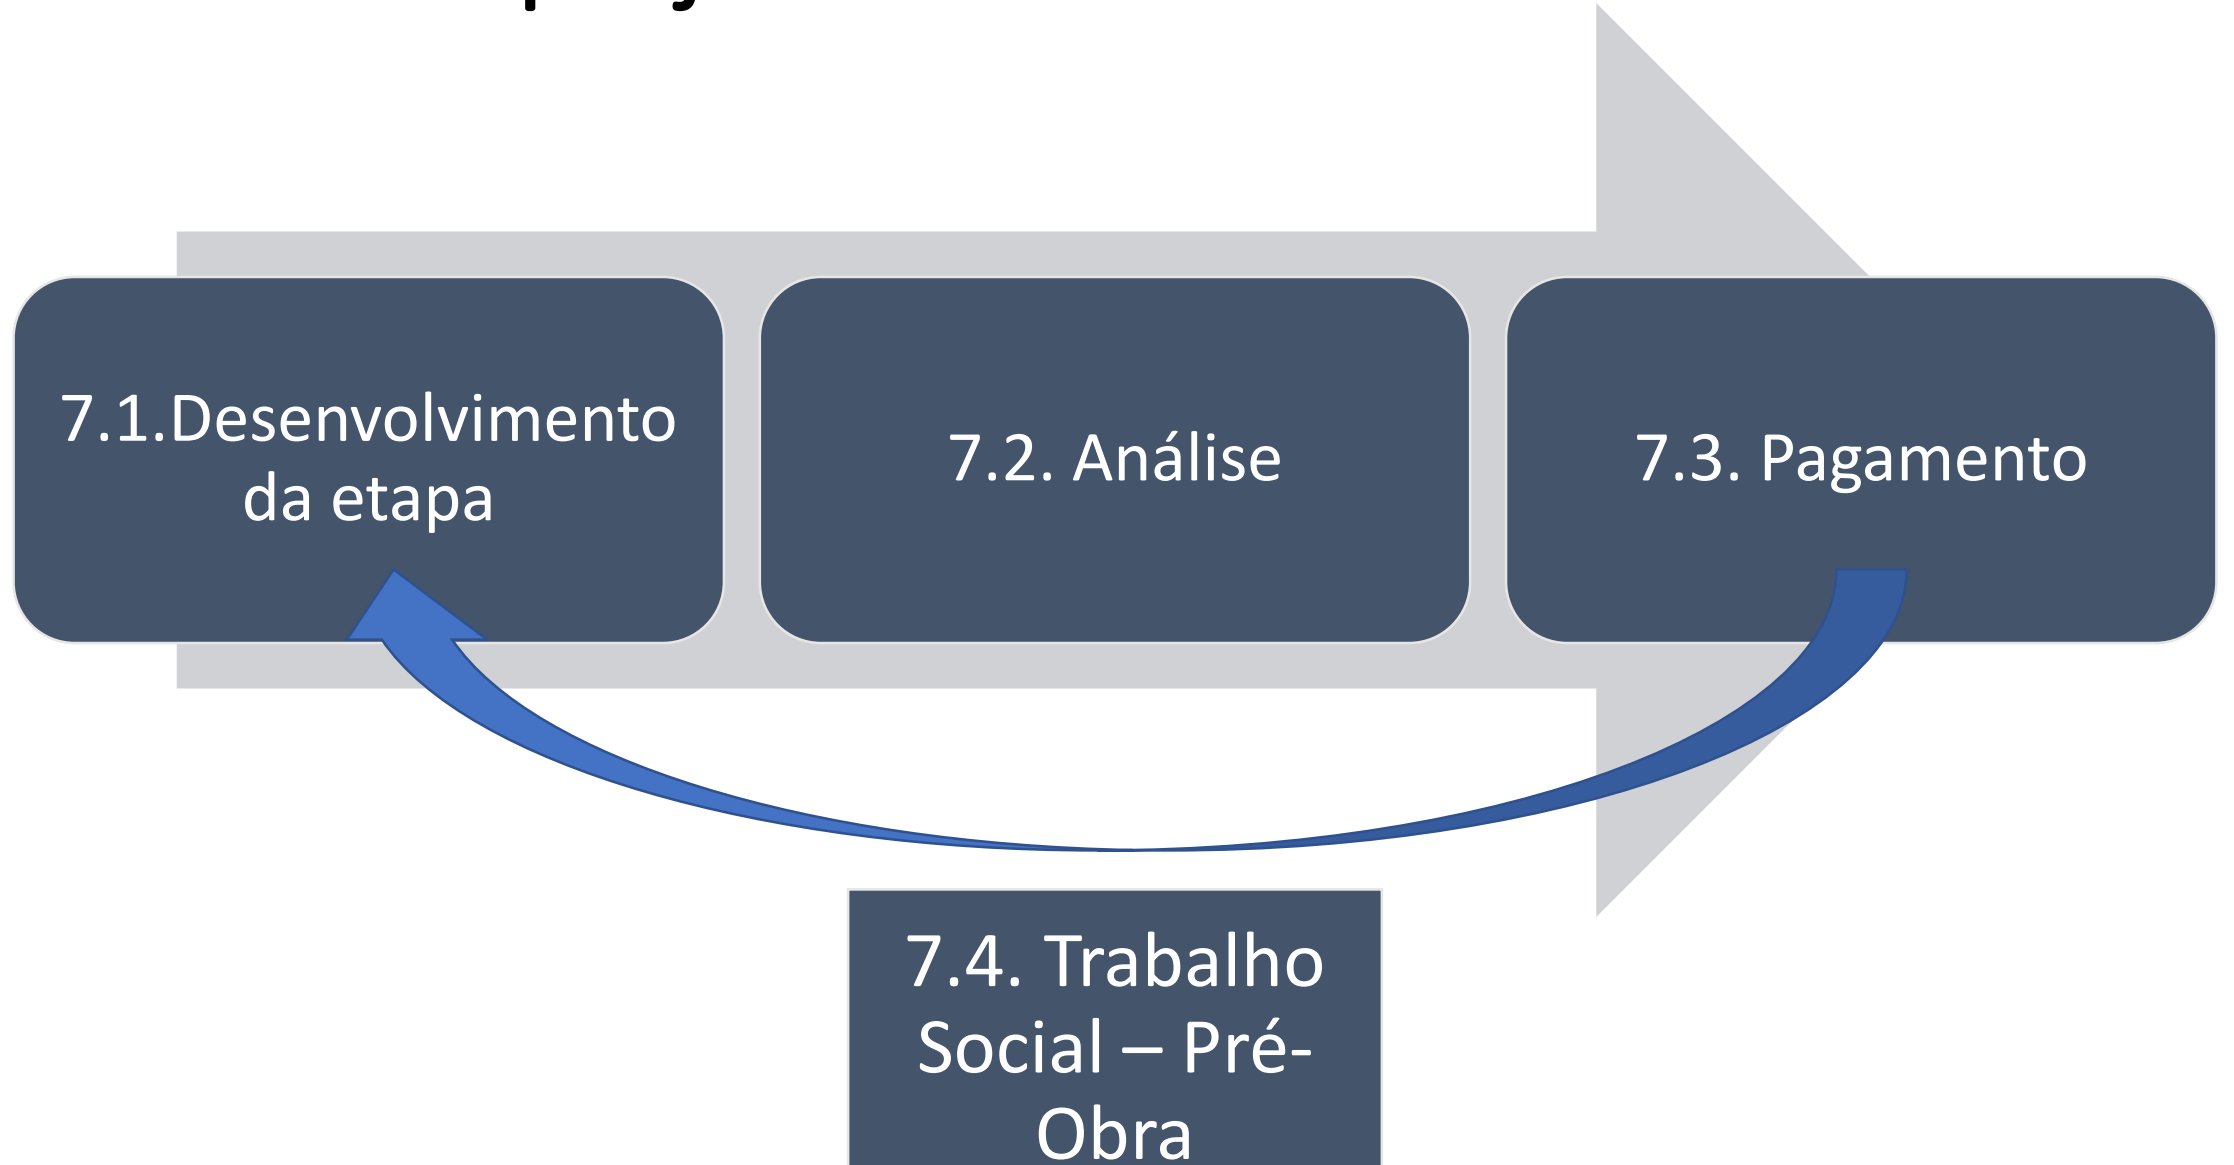 7.1.Desenvolvimento
da etapa
7.2. Análise
7.3. Pagamento
7.4. Trabalho
Social – Pré-
Obra